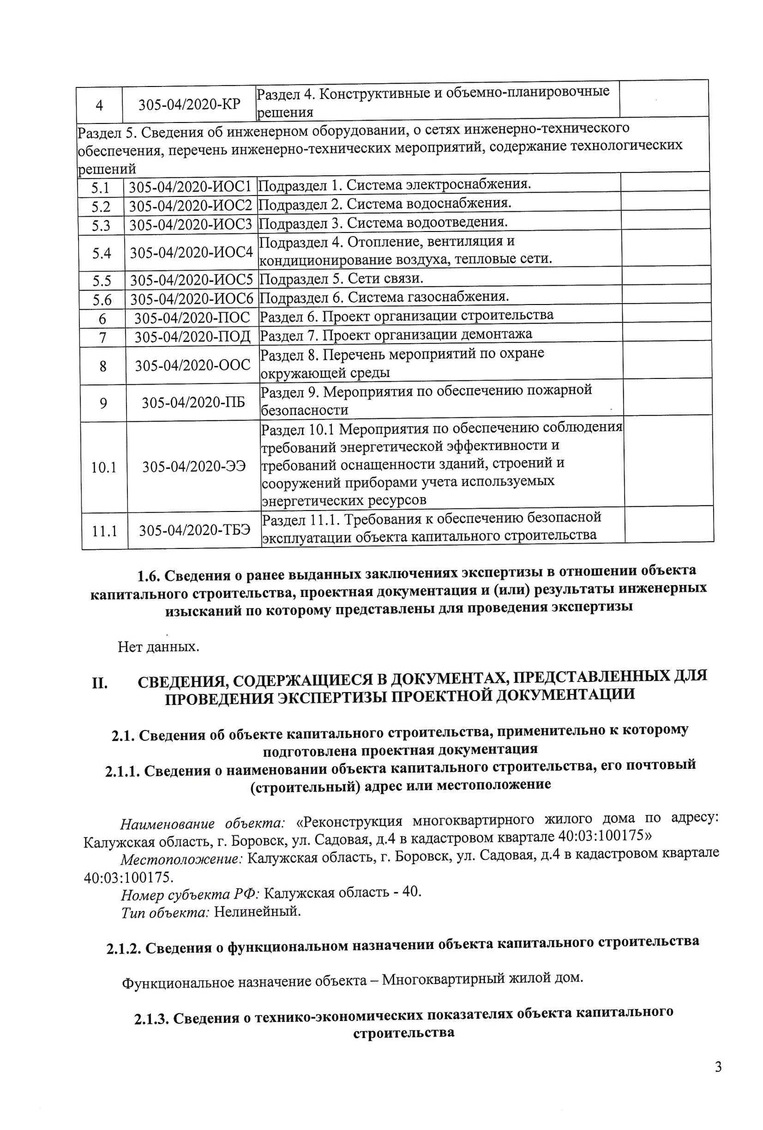 4 305-04/2020-КР Раздел 4. Конструктивные и объемно-планировочные
решения
Раздел 5. Сведения об инженерном оборудовании, о сетях инженерно-технического
обеспечения, перечень инженерно-технических мероприятий, содержание технологических
решений
5.1 305-04/2020-ИОС1 Подраздел 1. Система электроснабжения.
5.2 305-04/2020-ИОС2 Подраздел 2. Система водоснабжения.
5.3 305-04/2020-ИОС3 Подраздел 3. Система водоотведения.
5.4 305-04/2020-ИОС4 Подраздел 4. Отопление, вентиляция и
кондиционирование воздуха, тепловые сети.
5.5 305-04/2020-ИОС5 Подраздел 5. Сети связи.
5.6 305-04/2020-ИОС6 Подраздел 6. Система газоснабжения.
6 305-04/2020-ПОС Раздел 6. Проект организации строительства
7 305-04/2020-ПОД Раздел 7. Проект организации демонтажа
8 305-04/2020-ООС Раздел 8. Перечень мероприятий по охране
окружающей среды
9 305-04/2020-ПБ Раздел 9. Мероприятия по обеспечению пожарной
безопасности
10.1 305-04/2020-ЭЭ Раздел 10.1 Мероприятия по обеспечению соблюдения
требований энергетической эффективности и
требований оснащенности зданий, строений и
сооружений приборами учета используемых
энергетических ресурсов
11.1 305-04/2020-ТБЭ Раздел 11.1. Требования к обеспечению безопасной
эксплуатации объекта капитального строительства
1.6. Сведения о ранее выданных заключениях экспертизы в отношении объекта
капитального строительства, проектная документация и (или) результаты инженерных
изысканий по которому представлены для проведения экспертизы
Нет данных.
II. СВЕДЕНИЯ, СОДЕРЖАЩИЕСЯ В ДОКУМЕНТАХ, ПРЕДСТАВЛЕННЫХ ДЛЯ
ПРОВЕДЕНИЯ ЭКСПЕРТИЗЫ ПРОЕКТНОЙ ДОКУМЕНТАЦИИ
2.1. Сведения об объекте капитального строительства, применительно к которому
подготовлена проектная документация
2.1.1. Сведения о наименовании объекта капитального строительства, его почтовый
(строительный) адрес или местоположение
Наименование объекта: «Реконструкция многоквартирного жилого дома по адресу:
Калужская область, г. Боровск, ул. Садовая, д.4 в кадастровом квартале 40:03:100175»
Местоположение: Калужская область, г. Боровск, ул. Садовая, д.4 в кадастровом квартале
40:03:100175.
Номер субъекта РФ: Калужская область - 40.
Тип объекта: Нелинейный.
2.1.2. Сведения о функциональном назначении объекта капитального строительства
Функциональное назначение объекта – Многоквартирный жилой дом.
2.1.3. Сведения о технико-экономических показателях объекта капитального
строительства
3